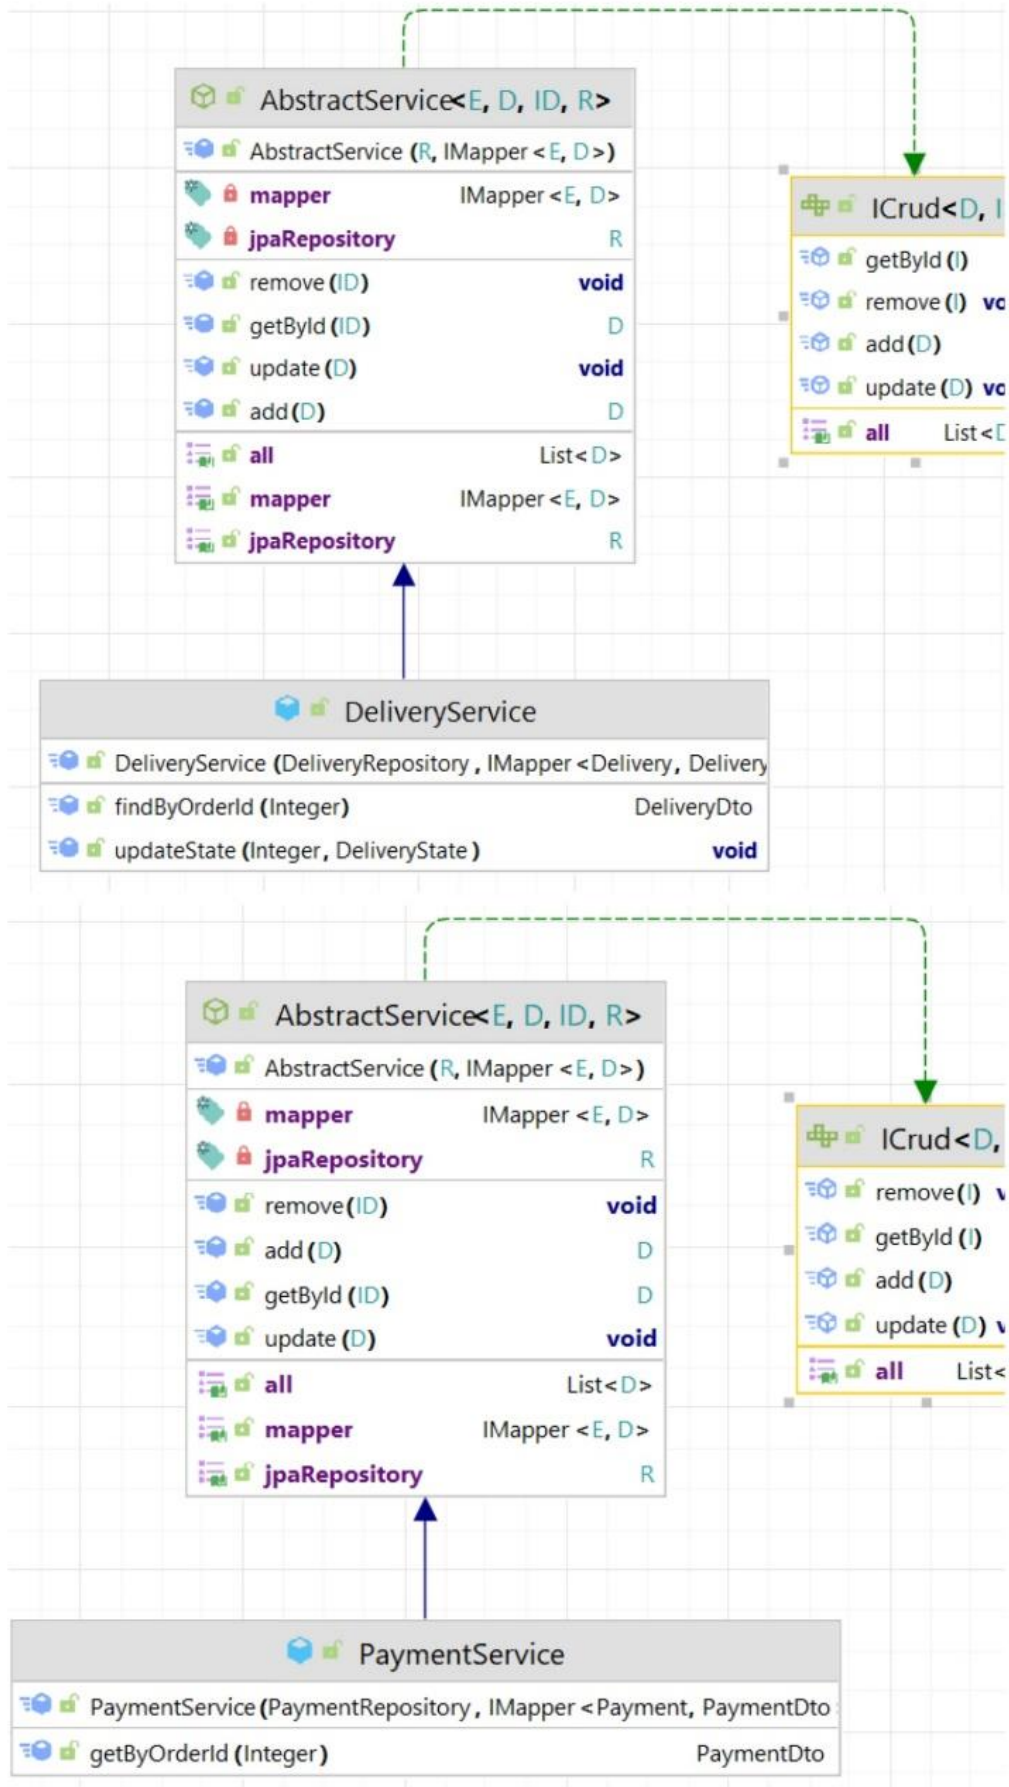 AbstractService<E, D, ID, R>
AbstractService (R, IMapper <E, D>)
mapper IMapper <E, D>
jpaRepository R
remove (ID) void
getById (ID) D
update (D) void
add (D) D
all List<D>
mapper IMapper <E, D>
jpaRepository R
ICrud<D, I
getById (I)
remove (I) vo
add (D)
update (D) vo
all List<D
DeliveryService
DeliveryService (DeliveryRepository , IMapper <Delivery, Delivery
findByOrderId (Integer) DeliveryDto
updateState (Integer, DeliveryState ) void
AbstractService<E, D, ID, R>
AbstractService (R, IMapper <E, D>)
mapper IMapper <E, D>
jpaRepository R
remove(ID) void
add (D) D
getById (ID) D
update (D) void
all List<D>
mapper IMapper <E, D>
jpaRepository R
ICrud<D,
remove(I) v
getById (I)
add (D)
update (D) v
all List<
PaymentService
PaymentService(PaymentRepository , IMapper <Payment, PaymentDto
getByOrderId (Integer) PaymentDto